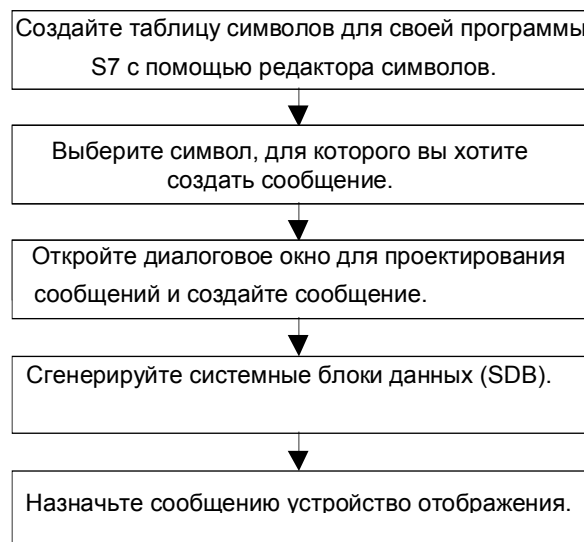 Создайте таблицу символов для своей программы
S7 с помощью редактора символов.
Выберите символ, для которого вы хотите
создать сообщение.
Откройте диалоговое окно для проектирования
сообщений и создайте сообщение.
Сгенерируйте системные блоки данных (SDB).
Назначьте сообщению устройство отображения.